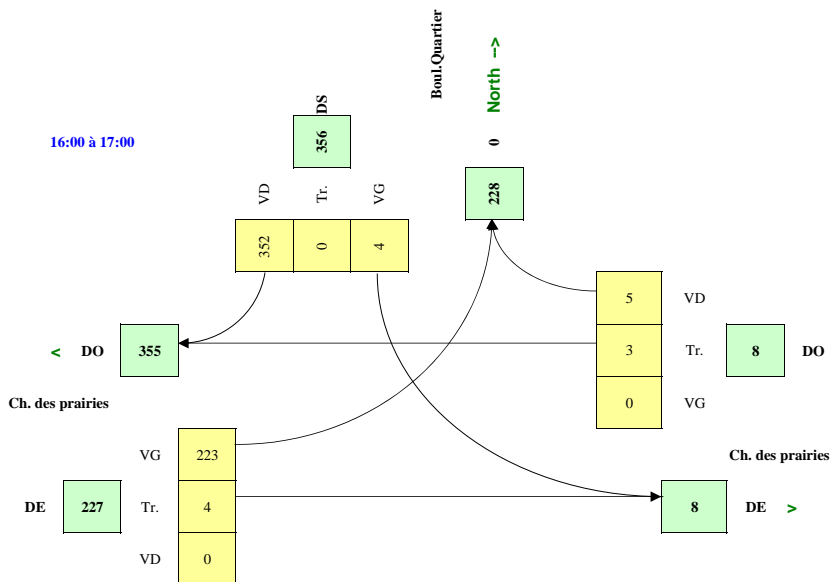 Boul.Quartier
North -->
0
228
DS
356
16:00 à 17:00
VD
Tr.
VG
352
0
4
5
VD
3
Tr.
8
DO
0
VG
<
DO
355
Ch. des prairies
Ch. des prairies
VG
223
DE
227
Tr.
4
8
DE
>
VD
0